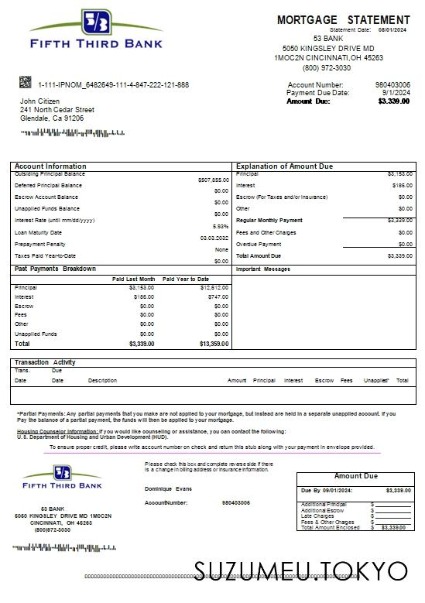 FIFTH THIRD BANK
MORTGAGE STATEMENT
Statement Date: 08/01/2024
53 BANK
5050 KINGSLEY DRIVE MD
1MOC2N CINCINNATI,OH 45263
(800) 972-3030
1-111-IPNOM_6482649-111-4-847-222-121-888
Account Number: 980403006
Payment Due Date: 9/1/2024
Amount Due: $3,339.00
John Citizen
241 North Cedar Street
Glendale, Ca 91206
Account Information
Outstanding Principal Balance
$507,855.00
Deferred Principal Balance
$0.00
Escrow Account Balance
$0.00
Unapplied Funds Balance
$0.00
Interest Rate (until mm/dd/yyyy)
5.93%
Loan Maturity Date
03.03.2032
Prepayment Penalty
None
Taxes Paid Year-to-Date
$0.00
Explanation of Amount Due
Principal $3,153.00
Interest $186.00
Escrow (For Taxes and/or Insurance) $0.00
Other $0.00
Regular Monthly Payment $3,339.00
Fees and Other Charges $0.00
Overdue Payment $0.00
Total Amount Due $3,339.00
Past Payments Breakdown
Paid Last Month Paid Year to Date
Principal $3,153.00 $12,612.00
Interest $186.00 $747.00
Escrow $0.00 $0.00
Fees $0.00 $0.00
Other $0.00 $0.00
Unapplied Funds $0.00 $0.00
Total $3,339.00 $13,359.00
Important Messages
Transaction Activity
Trans. Due
Date Date Description Amount Principal Interest Escrow Fees Unapplied* Total
*Partial Payments: Any partial payments that you make are not applied to your mortgage, but instead are held in a separate unapplied account. If you
Pay the balance of a partial payment, the funds will then be applied to your mortgage.
Housing Counselor Information: If you would like counseling or assistance, you can contact the following:
U.S. Department of Housing and Urban Development (HUD).
To ensure proper credit, please write account number on check and return this stub along with your payment in envelope provided.
FIFTH THIRD BANK
53 BANK
5050 KINGSLEY DRIVE MD 1MOC2N
CINCINNATI, OH 45263
(800)972-3030
Please check this box and complete reverse side if there
is a change in billing address or insurance information.
Dominique Evans
AccountNumber: 980403006
Amount Due
Due By 09/01/2024: $3,339.00
Additional Principal $
Additional Escrow $
Late Charges $
Fees & Other Charges $
Total Amount Enclosed $ $3,339.00
SUZUMEU.TOKYO